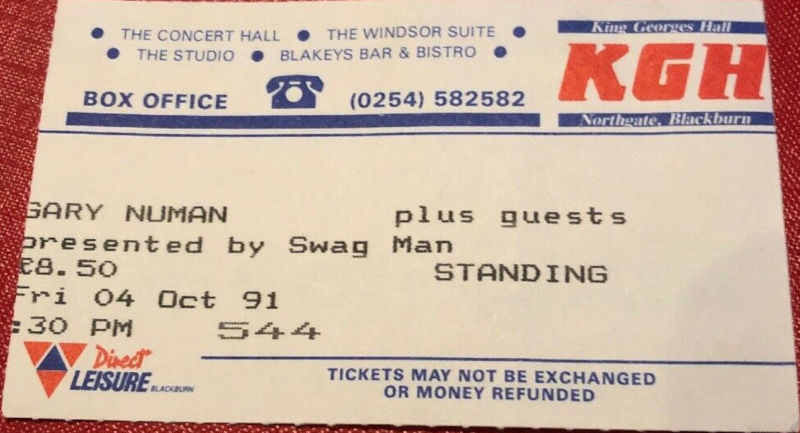 ● THE CONCERT HALL ● THE WINDSOR SUITE ●
● THE STUDIO ● BLAKEYS BAR & BISTRO ●
BOX OFFICE (0254) 582582
King Georges Hall
KGH
Northgate, Blackburn
GARY NUMAN plus guests
presented by Swag Man
£8.50 STANDING
Fri 04 Oct 91
:30 PM 544
Direct
LEISURE BLACKBURN
TICKETS MAY NOT BE EXCHANGED
OR MONEY REFUNDED